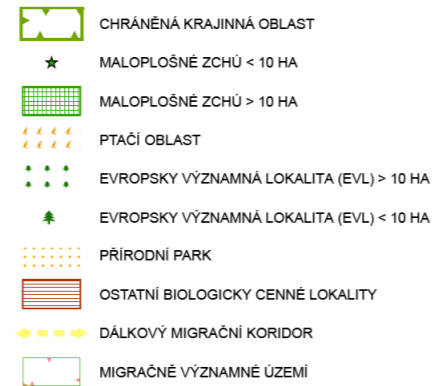 CHRÁNĚNÁ KRAJINNÁ OBLAST
MALOPLOŠNÉ ZCHÚ < 10 HA
MALOPLOŠNÉ ZCHÚ > 10 HA
PTAČÍ OBLAST
EVROPSKY VÝZNAMNÁ LOKALITA (EVL) > 10 HA
EVROPSKY VÝZNAMNÁ LOKALITA (EVL) < 10 HA
PŘÍRODNÍ PARK
OSTATNÍ BIOLOGICKY CENNÉ LOKALITY
DÁLKOVÝ MIGRAČNÍ KORIDOR
MIGRAČNĚ VÝZNAMNÉ ÚZEMÍ